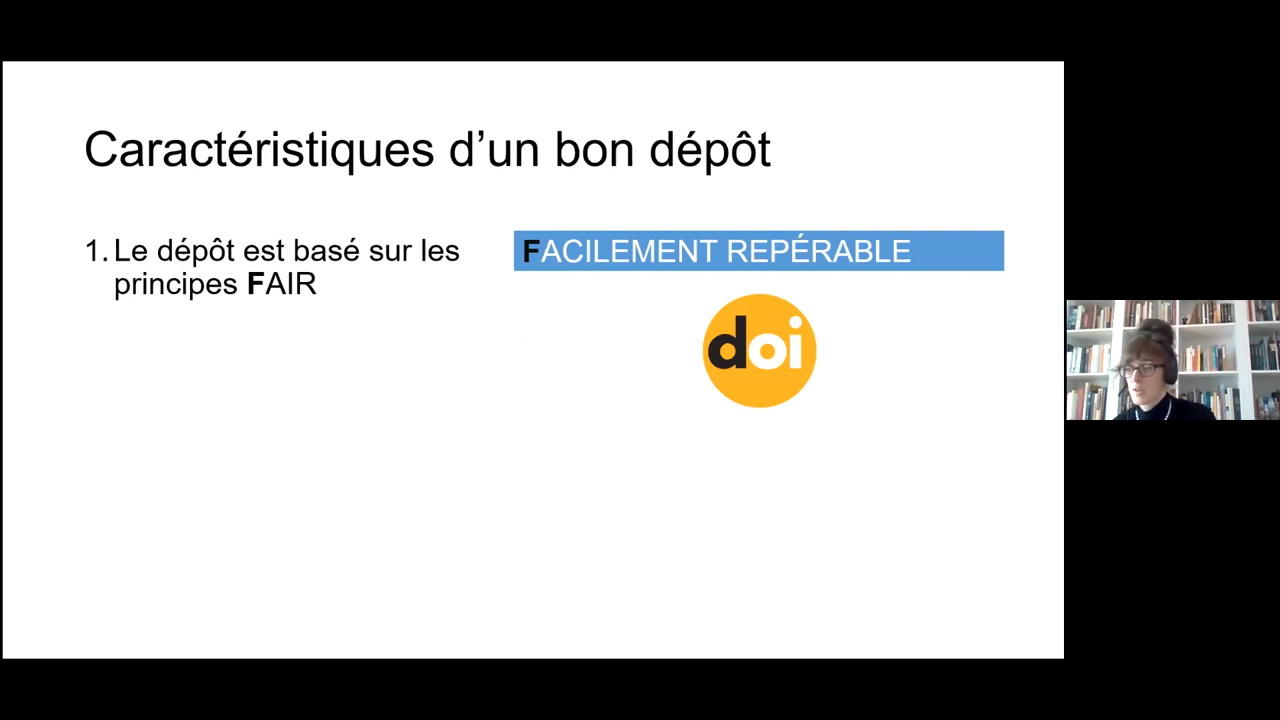 Caractéristiques d’un bon dépôt
1. Le dépôt est basé sur les
principes FAIR
FACILEMENT REPÉRABLE
doi